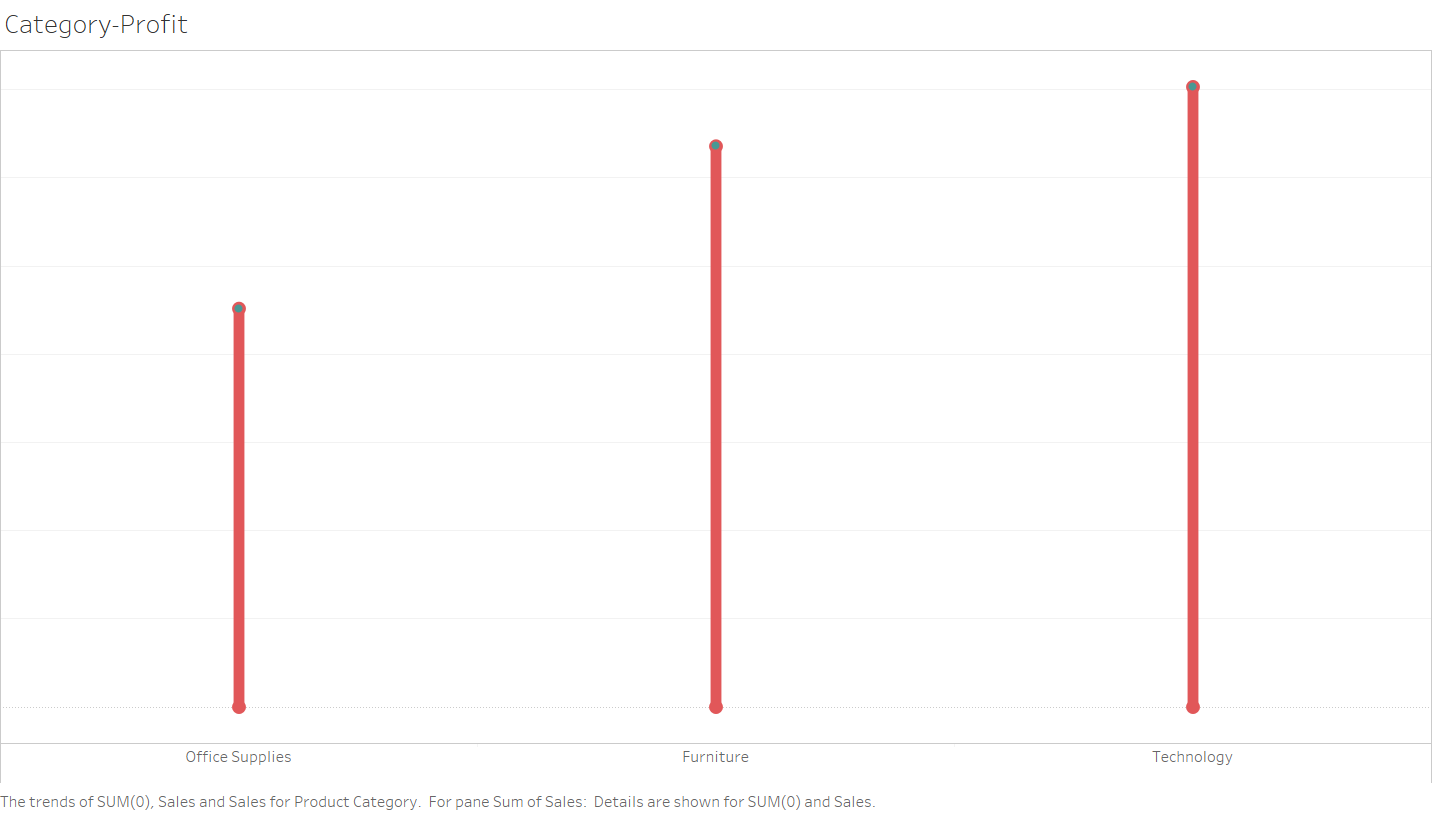 Category-Profit
Office Supplies
Furniture
Technology
The trends of SUM(0), Sales and Sales for Product Category.  For pane Sum of Sales:  Details are shown for SUM(0) and Sales.